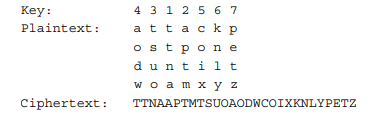 Key: 4 3 1 2 5 6 7
Plaintext: a t t a c k p
o s t p o n e
d u n t i l t
w o a m x y z
Ciphertext: TTNAAPTMTSUOAODWCOIXKNLYPETZ